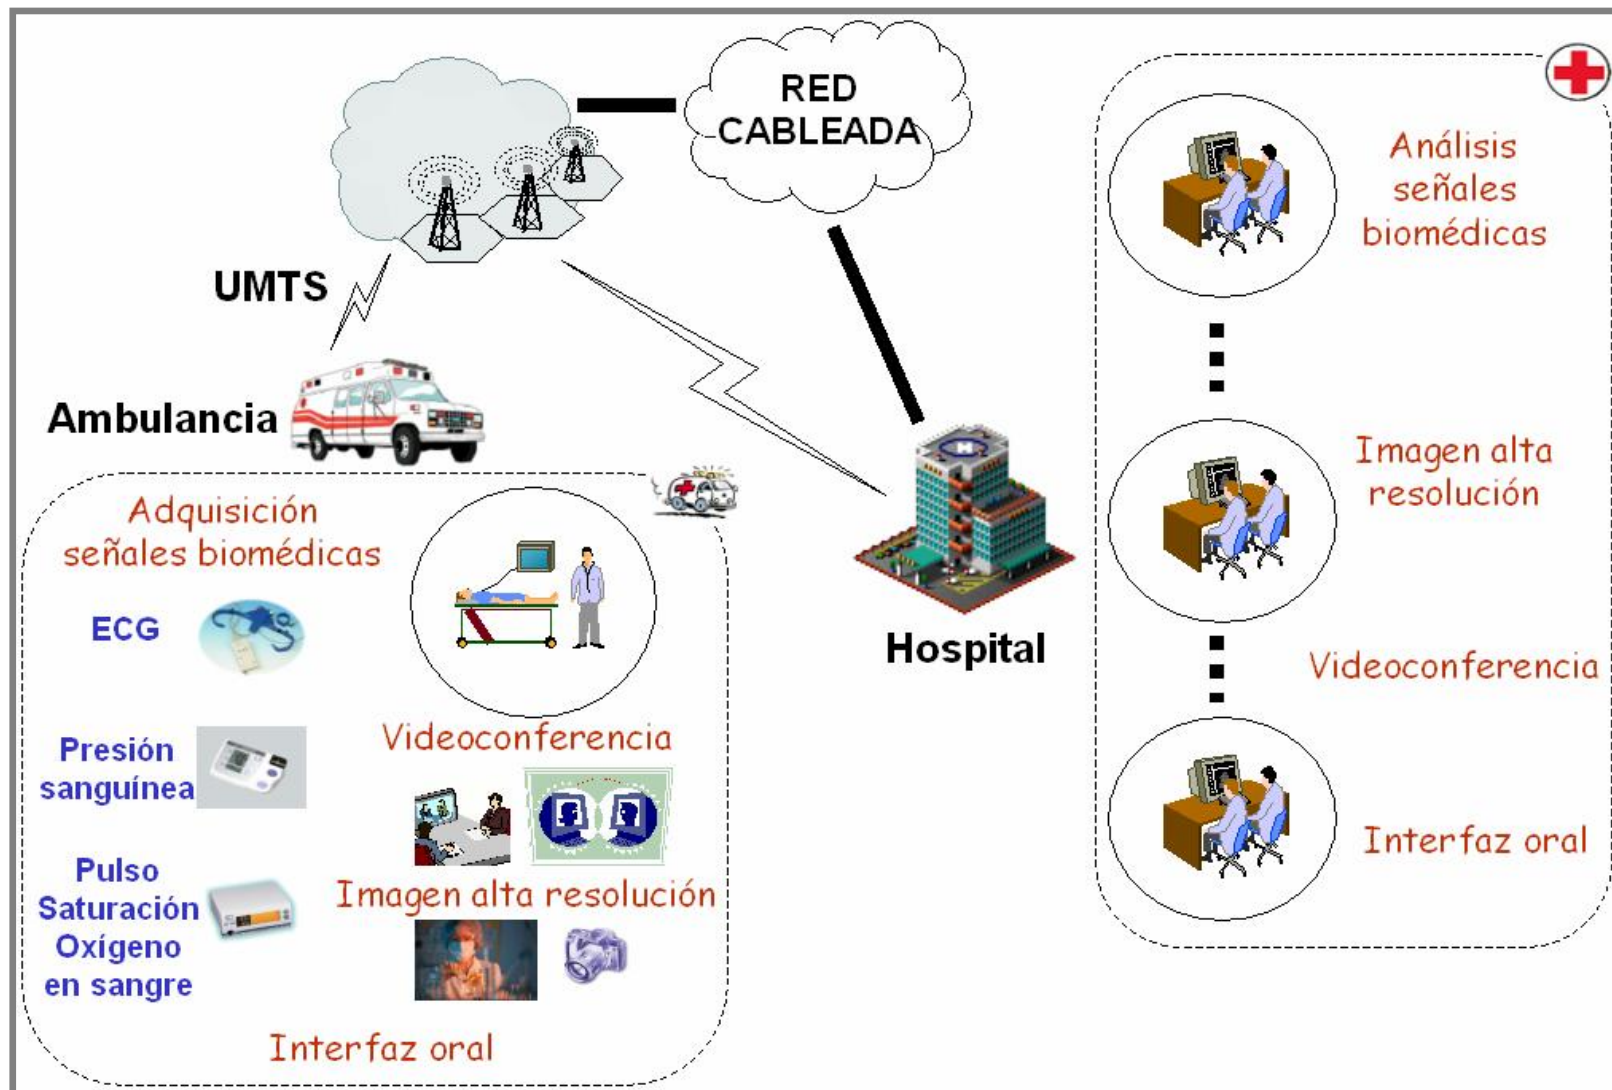 RED
CABLEADA
UMTS
Ambulancia
Hospital
Adquisición
señales biomédicas
ECG
Presión
sanguínea
Pulso
Saturación
Oxígeno
en sangre
Videoconferencia
Imagen alta resolución
Interfaz oral
Análisis
señales
biomédicas
Imagen alta
resolución
Videoconferencia
Interfaz oral